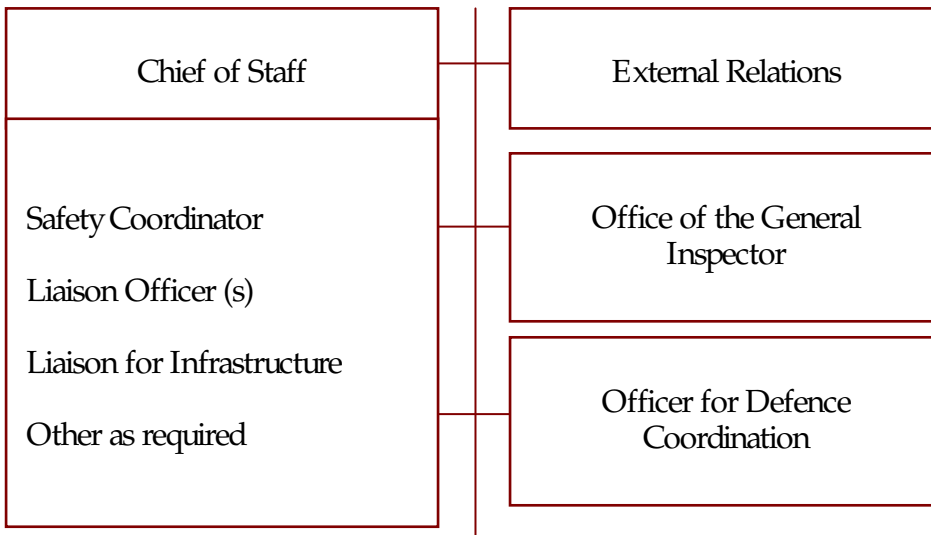 Chief of Staff
Safety Coordinator
Liaison Officer (s)
Liaison for Infrastructure
Other as required
External Relations
Office of the General
Inspector
Officer for Defence
Coordination